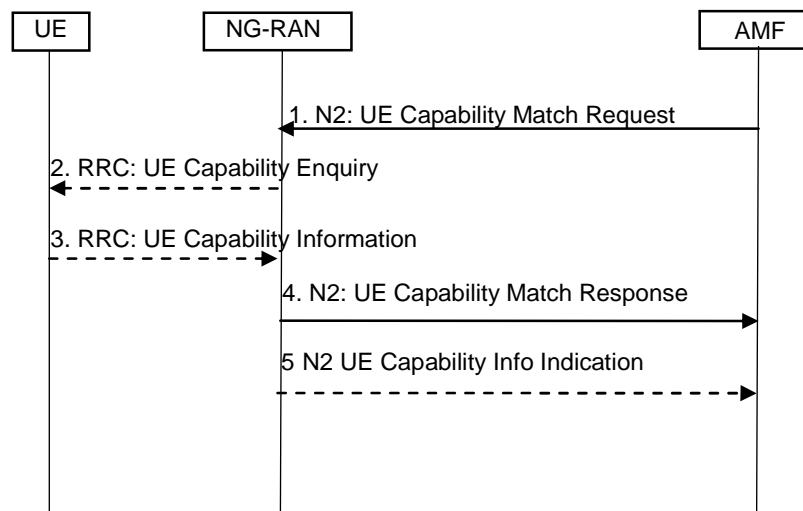 UE
NG-RAN
AMF
1. N2: UE Capability Match Request
2. RRC: UE Capability Enquiry
3. RRC: UE Capability Information
4. N2: UE Capability Match Response
5 N2 UE Capability Info Indication